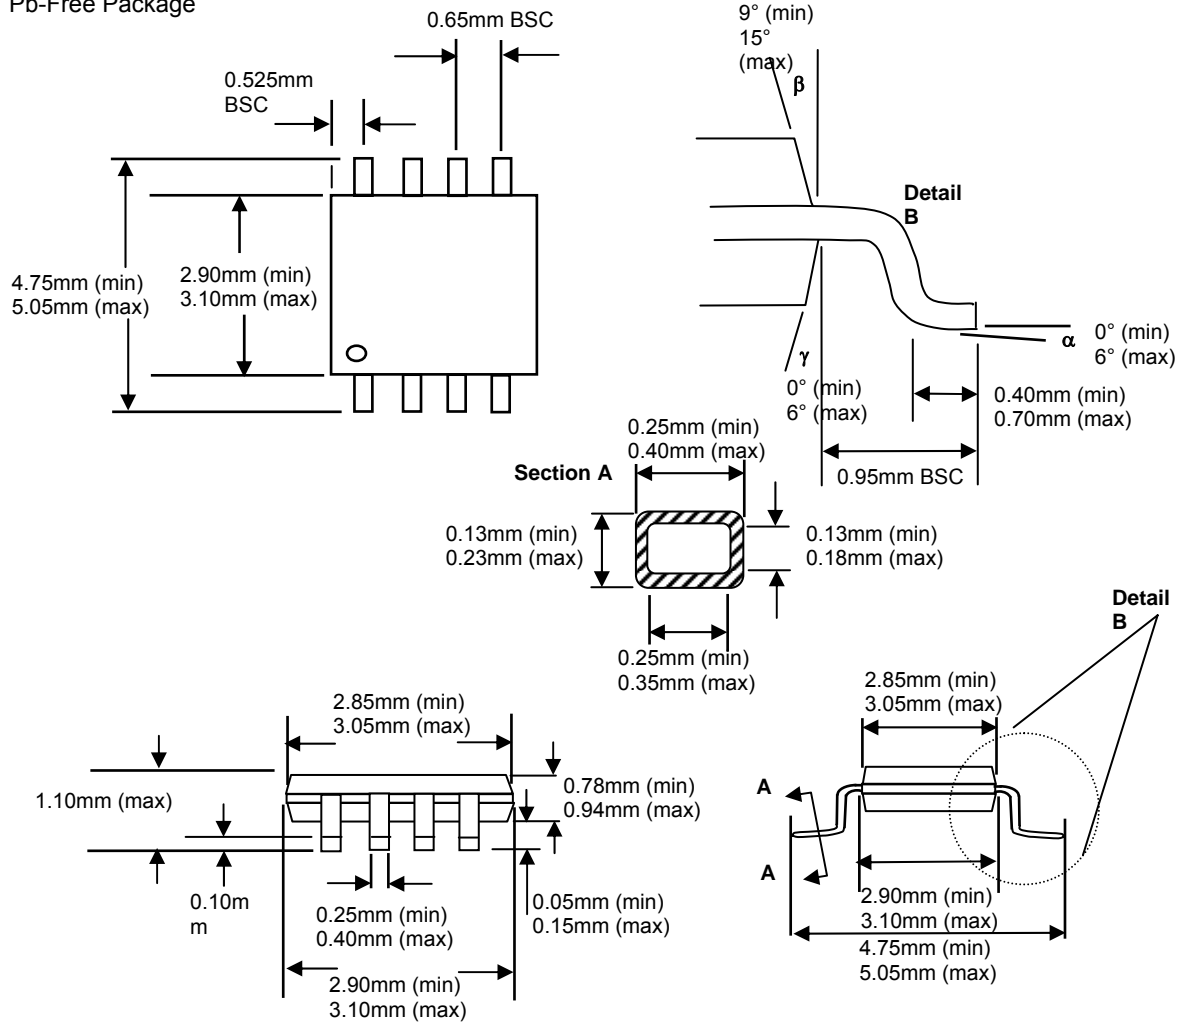 Pb-Free Package
0.65mm BSC
0.525mm
BSC
4.75mm (min)
5.05mm (max)
2.90mm (min)
3.10mm (max)
9° (min)
15°
(max)
β
Detail
B
γ
0° (min)
6° (max)
α
0° (min)
6° (max)
0.40mm (min)
0.70mm (max)
0.95mm BSC
Section A
0.25mm (min)
0.40mm (max)
0.13mm (min)
0.23mm (max)
0.13mm (min)
0.18mm (max)
0.25mm (min)
0.35mm (max)
2.85mm (min)
3.05mm (max)
1.10mm (max)
0.78mm (min)
0.94mm (max)
0.10m
m
0.25mm (min)
0.40mm (max)
0.05mm (min)
0.15mm (max)
2.90mm (min)
3.10mm (max)
Detail
B
2.85mm (min)
3.05mm (max)
A
A
2.90mm (min)
3.10mm (max)
4.75mm (min)
5.05mm (max)